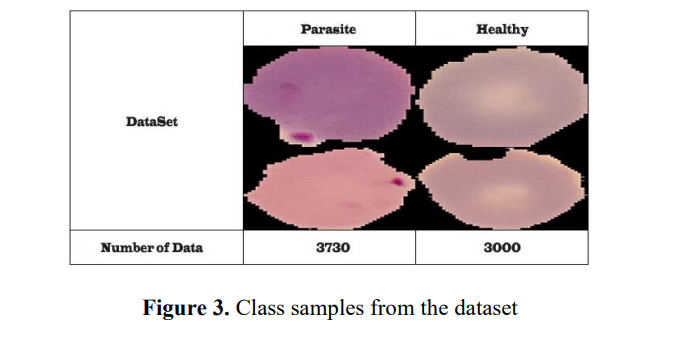 Parasite Healthy
DataSet
Number of Data 3730 3000
Figure 3. Class samples from the dataset